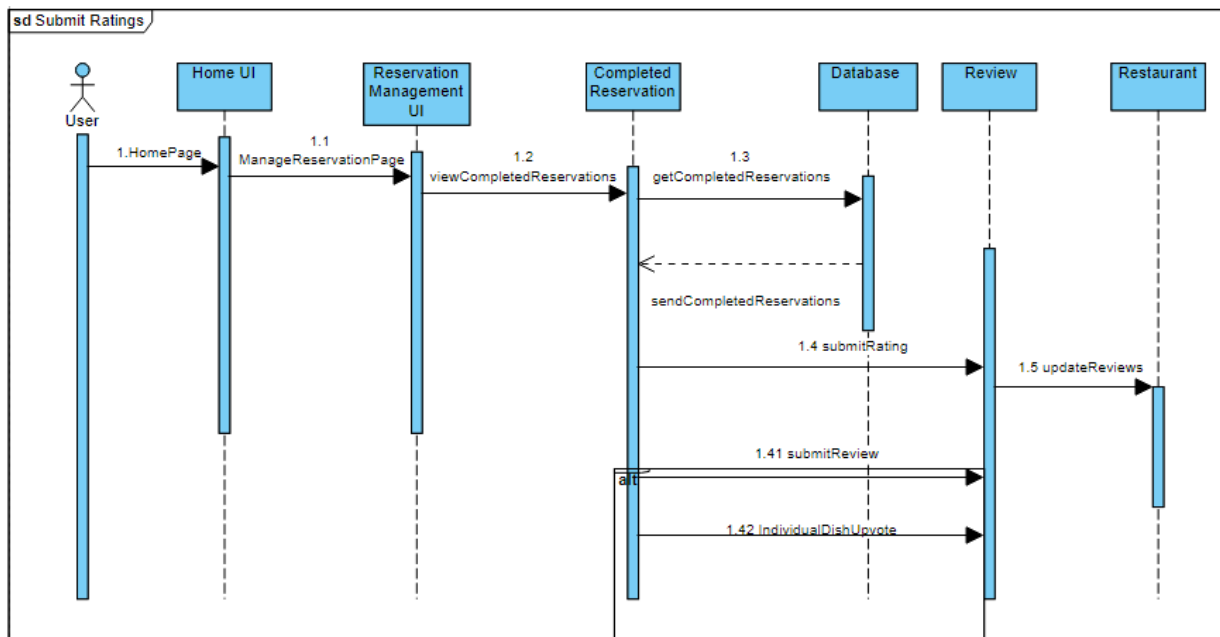 sd Submit Ratings
Home UI
Reservation
Management
UI
Completed
Reservation
Database
Review
Restaurant
User
1.HomePage
1.1
ManageReservationPage
1.2
viewCompletedReservations
1.3
getCompletedReservations
sendCompletedReservations
1.4 submitRating
1.5 updateReviews
1.41 submitReview
alt
1.42 IndividualDishUpvote